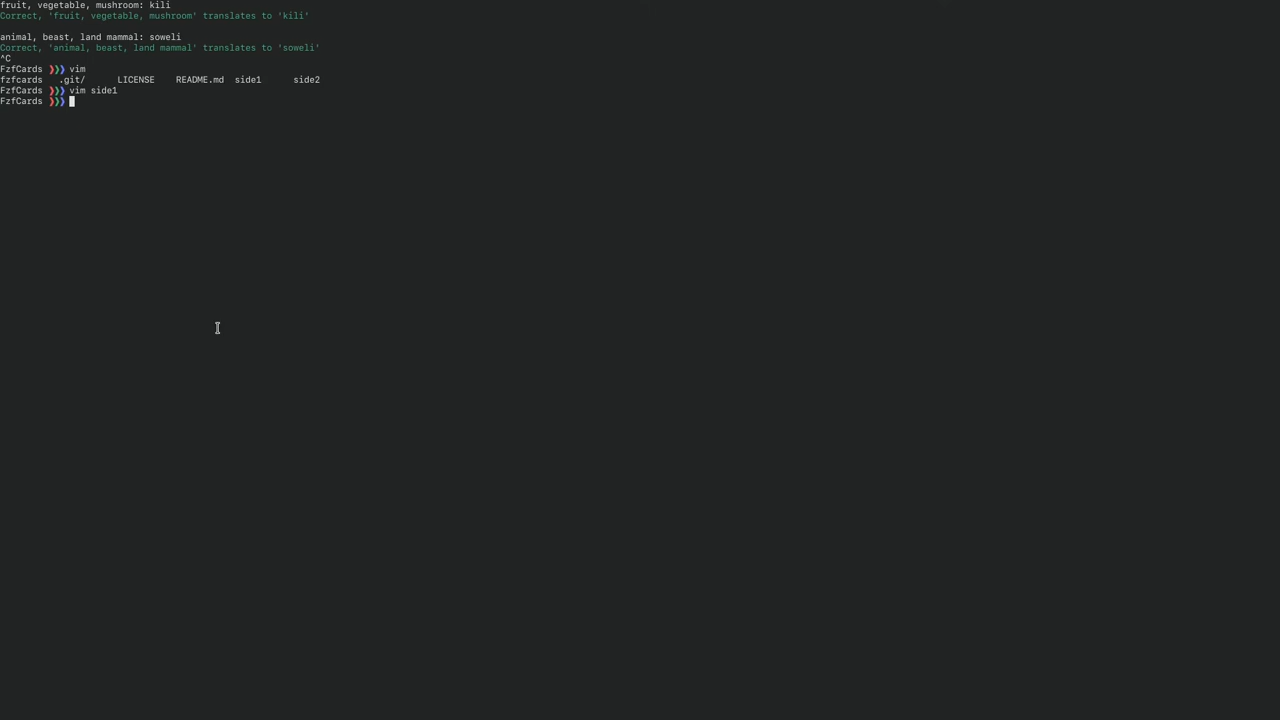 fruit, vegetable, mushroom: kili
Correct, 'fruit, vegetable, mushroom' translates to 'kili'
animal, beast, land mammal: soweli
Correct, 'animal, beast, land mammal' translates to 'soweli'
^C
FzfCards ❯❯❯ vim
fzfcards .git/ LICENSE README.md side1 side2
FzfCards ❯❯❯ vim side1
FzfCards ❯❯❯